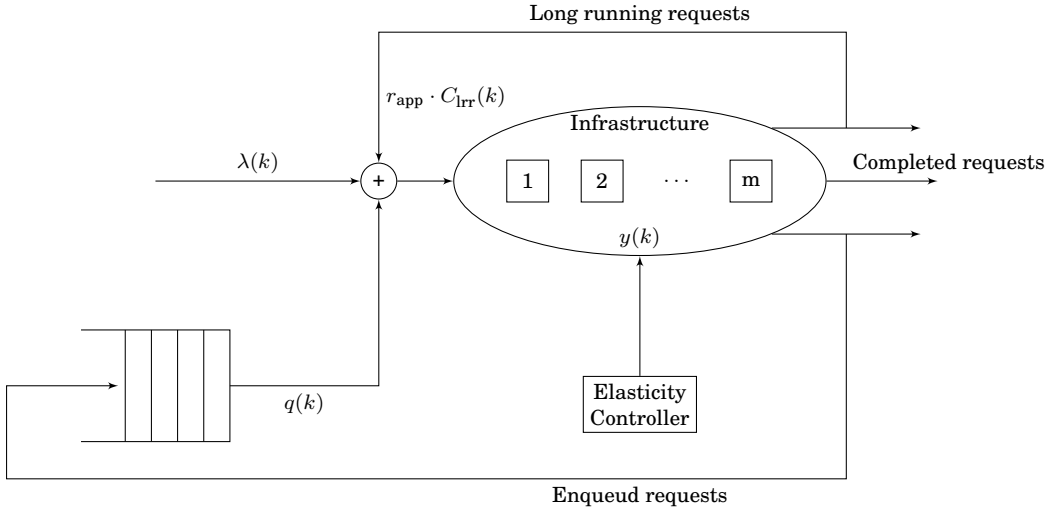 Long running requests
r_app · C_lrr(k)
Infrastructure
λ(k)
+
1 2 ··· m
Completed requests
y(k)
q(k)
Elasticity
Controller
Enqueud requests